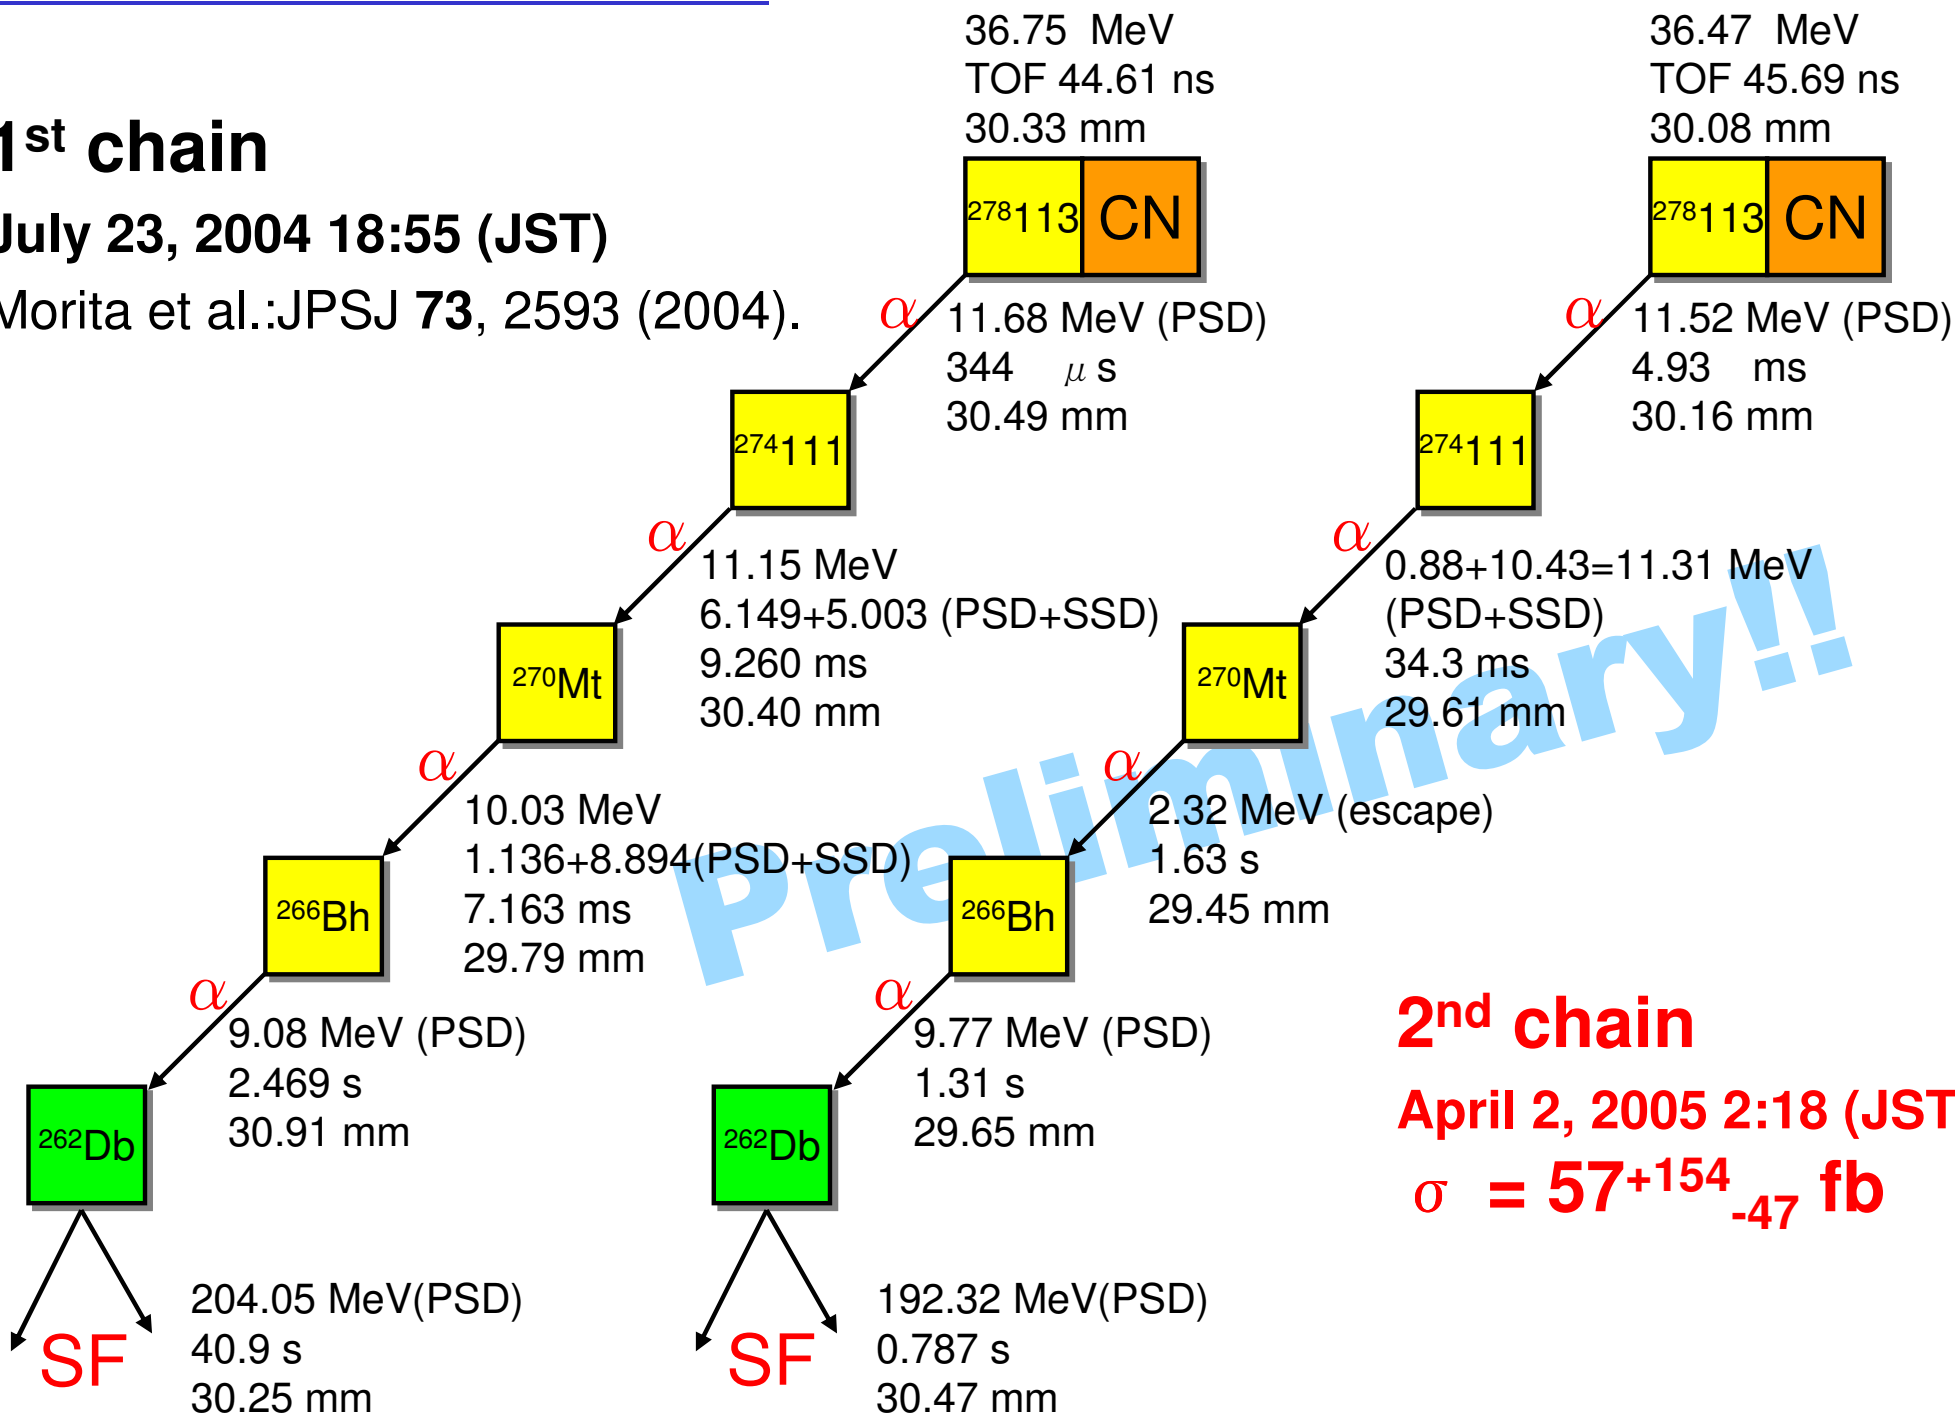 1st chain
July 23, 2004 18:55 (JST)
Morita et al.:JPSJ 73, 2593 (2004).
36.75 MeV
TOF 44.61 ns
30.33 mm
278113 CN
α
11.68 MeV (PSD)
344 μs
30.49 mm
274111
α
11.15 MeV
6.149+5.003 (PSD+SSD)
9.260 ms
30.40 mm
270Mt
α
10.03 MeV
1.136+8.894(PSD+SSD)
7.163 ms
29.79 mm
266Bh
α
9.08 MeV (PSD)
2.469 s
30.91 mm
262Db
SF
204.05 MeV(PSD)
40.9 s
30.25 mm
36.47 MeV
TOF 45.69 ns
30.08 mm
278113 CN
α
11.52 MeV (PSD)
4.93 ms
30.16 mm
274111
α
0.88+10.43=11.31 MeV
(PSD+SSD)
34.3 ms
29.61 mm
270Mt
α
2.32 MeV (escape)
1.63 s
29.45 mm
266Bh
α
9.77 MeV (PSD)
1.31 s
29.65 mm
262Db
SF
192.32 MeV(PSD)
0.787 s
30.47 mm
Preliminary!!
2nd chain
April 2, 2005 2:18 (JST
σ = 57+154-47 fb